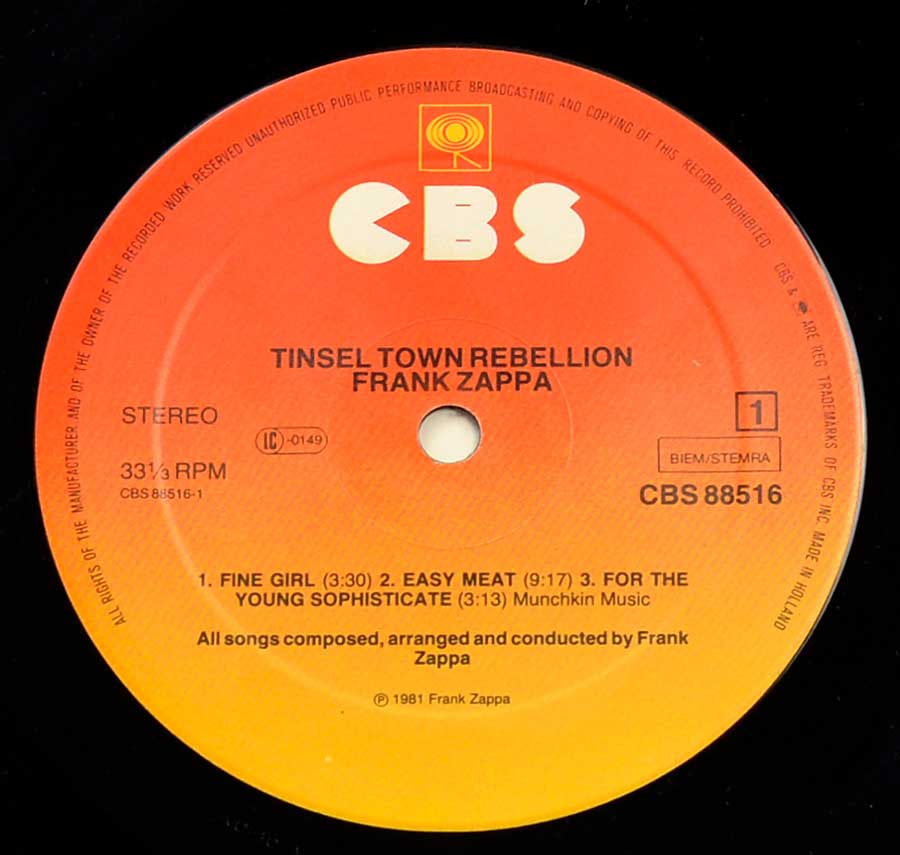 ALL RIGHTS OF THE MANUFACTURER AND OF THE OWNER OF THE RECORDED WORK RESERVED UNAUTHORIZED PUBLIC PERFORMANCE BROADCASTING AND COPYING OF THIS RECORD PROHIBITED CBS & ARE REG TRADEMARKS OF CBS INC MADE IN HOLLAND
CBS
TINSEL TOWN REBELLION
FRANK ZAPPA
STEREO
LC -0149
33 1/3 RPM
CBS 88516-1
1
BIEM/STEMRA
CBS 88516
1. FINE GIRL (3:30) 2. EASY MEAT (9:17) 3. FOR THE
YOUNG SOPHISTICATE (3:13) Munchkin Music
All songs composed, arranged and conducted by Frank
Zappa
℗ 1981 Frank Zappa